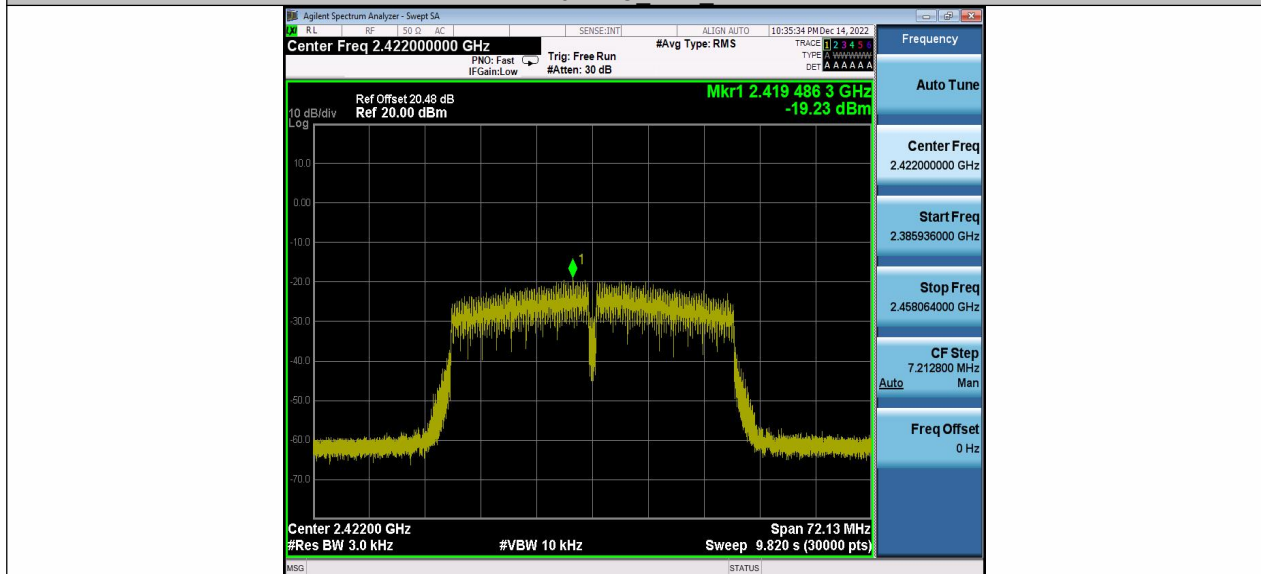 Agilent Spectrum Analyzer - Swept SA
RL RF 50 Ω AC SENSE:INT ALIGN AUTO 10:35:34 PM Dec 14, 2022
Center Freq 2.422000000 GHz
#Avg Type: RMS
TRACE 1 2 3 4 5 6
PNO: Fast Trig: Free Run
TYPE A WWWWW
IFGain:Low #Atten: 30 dB
DET A A A A A A
Frequency
Auto Tune
Mkr1 2.419 486 3 GHz
-19.23 dBm
Ref Offset 20.48 dB
10 dB/div Ref 20.00 dBm
Log
10.0
0.00
-10.0
-20.0
-30.0
-40.0
-50.0
-60.0
-70.0
1
Center Freq
2.422000000 GHz
Start Freq
2.385936000 GHz
Stop Freq
2.458064000 GHz
CF Step
7.212800 MHz
Auto Man
Freq Offset
0 Hz
Center 2.42200 GHz Span 72.13 MHz
#Res BW 3.0 kHz #VBW 10 kHz Sweep 9.820 s (30000 pts)
MSG STATUS